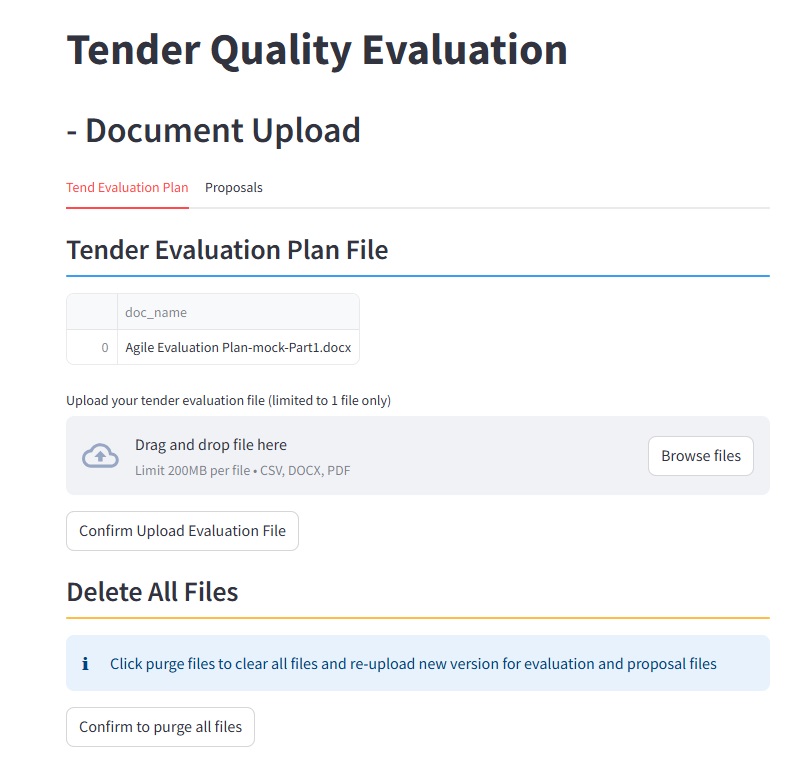 Tender Quality Evaluation
- Document Upload
Tend Evaluation Plan Proposals
Tender Evaluation Plan File
doc_name
0 Agile Evaluation Plan-mock-Part1.docx
Upload your tender evaluation file (limited to 1 file only)
Drag and drop file here
Limit 200MB per file • CSV, DOCX, PDF
Browse files
Confirm Upload Evaluation File
Delete All Files
ℹ Click purge files to clear all files and re-upload new version for evaluation and proposal files
Confirm to purge all files